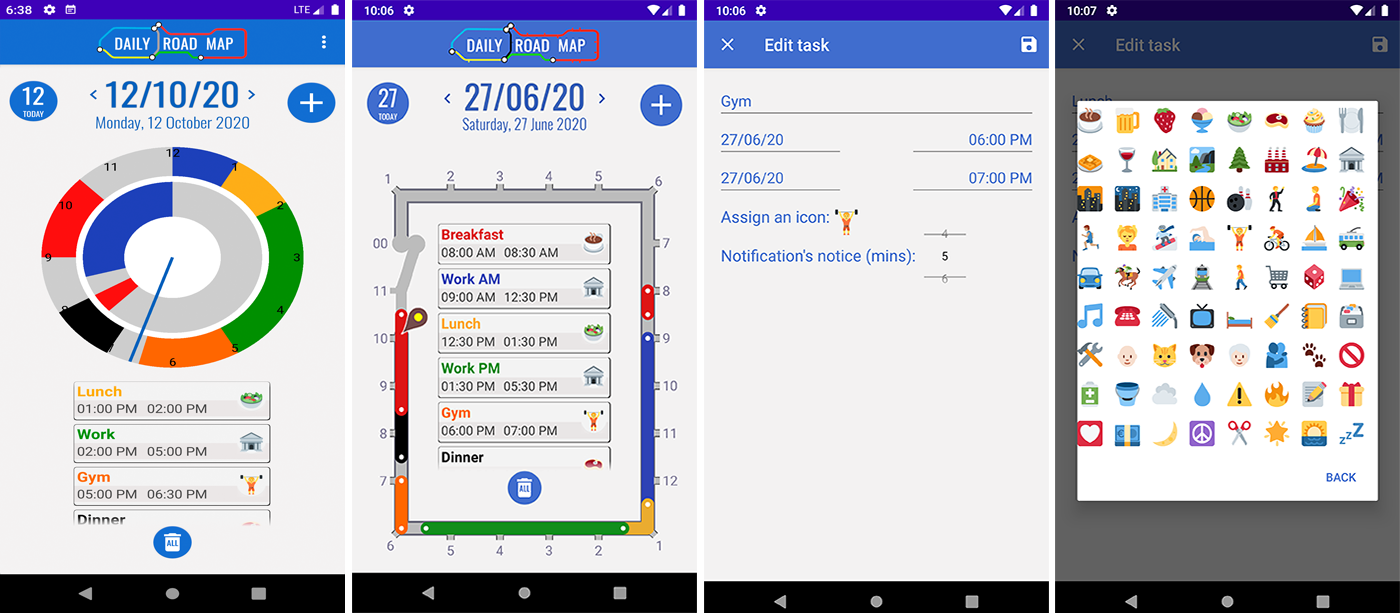 6:38 LTE
DAILY ROAD MAP
12
TODAY
< 12/10/20 >
Monday, 12 October 2020
+
12
1
2
3
4
5
6
9
10
11
Lunch
01:00 PM 02:00 PM
Work
02:00 PM 05:00 PM
Gym
05:00 PM 06:30 PM
Dinner
ALL
10:06
DAILY ROAD MAP
27
TODAY
< 27/06/20 >
Saturday, 27 June 2020
+
1 2 3 4 5 6
00
7
11
8
10
9
9
10
8
11
7
12
6 5 4 3 2 1
Breakfast
08:00 AM 08:30 AM
Work AM
09:00 AM 12:30 PM
Lunch
12:30 PM 01:30 PM
Work PM
01:30 PM 05:30 PM
Gym
06:00 PM 07:00 PM
Dinner
ALL
10:06
Edit task
Gym
27/06/20 06:00 PM
27/06/20 07:00 PM
Assign an icon:
4
Notification's notice (mins): 5
6
10:07
Edit task
Lunch
zzZ
BACK